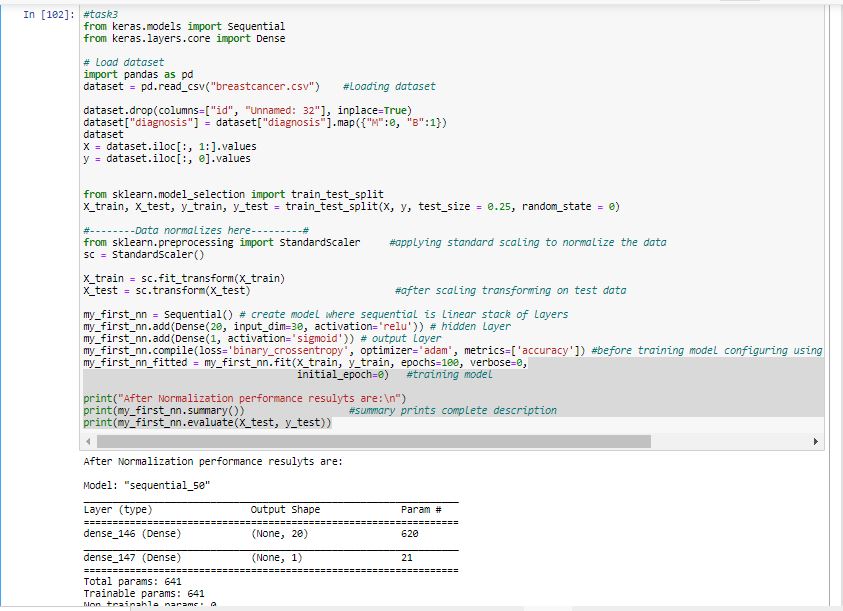 In [102]: #task3
from keras.models import Sequential
from keras.layers.core import Dense

# Load dataset
import pandas as pd
dataset = pd.read_csv("breastcancer.csv")    #Loading dataset

dataset.drop(columns=["id", "Unnamed: 32"], inplace=True)
dataset["diagnosis"] = dataset["diagnosis"].map({"M":0, "B":1})
dataset
X = dataset.iloc[:, 1:].values
y = dataset.iloc[:, 0].values

from sklearn.model_selection import train_test_split
X_train, X_test, y_train, y_test = train_test_split(X, y, test_size = 0.25, random_state = 0)

#--------Data normalizes here---------#
from sklearn.preprocessing import StandardScaler     #applying standard scaling to normalize the data
sc = StandardScaler()

X_train = sc.fit_transform(X_train)
X_test = sc.transform(X_test)                        #after scaling transforming on test data

my_first_nn = Sequential() # create model where sequential is linear stack of layers
my_first_nn.add(Dense(20, input_dim=30, activation='relu')) # hidden layer
my_first_nn.add(Dense(1, activation='sigmoid')) # output layer
my_first_nn.compile(loss='binary_crossentropy', optimizer='adam', metrics=['accuracy']) #before training model configuring using
my_first_nn_fitted = my_first_nn.fit(X_train, y_train, epochs=100, verbose=0,
                                     initial_epoch=0)   #training model

print("After Normalization performance resulyts are:\n")
print(my_first_nn.summary())                 #summary prints complete description
print(my_first_nn.evaluate(X_test, y_test))

After Normalization performance resulyts are:

Model: "sequential_50"
_________________________________________________________________
Layer (type)                 Output Shape              Param #
=================================================================
dense_146 (Dense)            (None, 20)                620
_________________________________________________________________
dense_147 (Dense)            (None, 1)                 21
=================================================================
Total params: 641
Trainable params: 641
Non-trainable params: 0